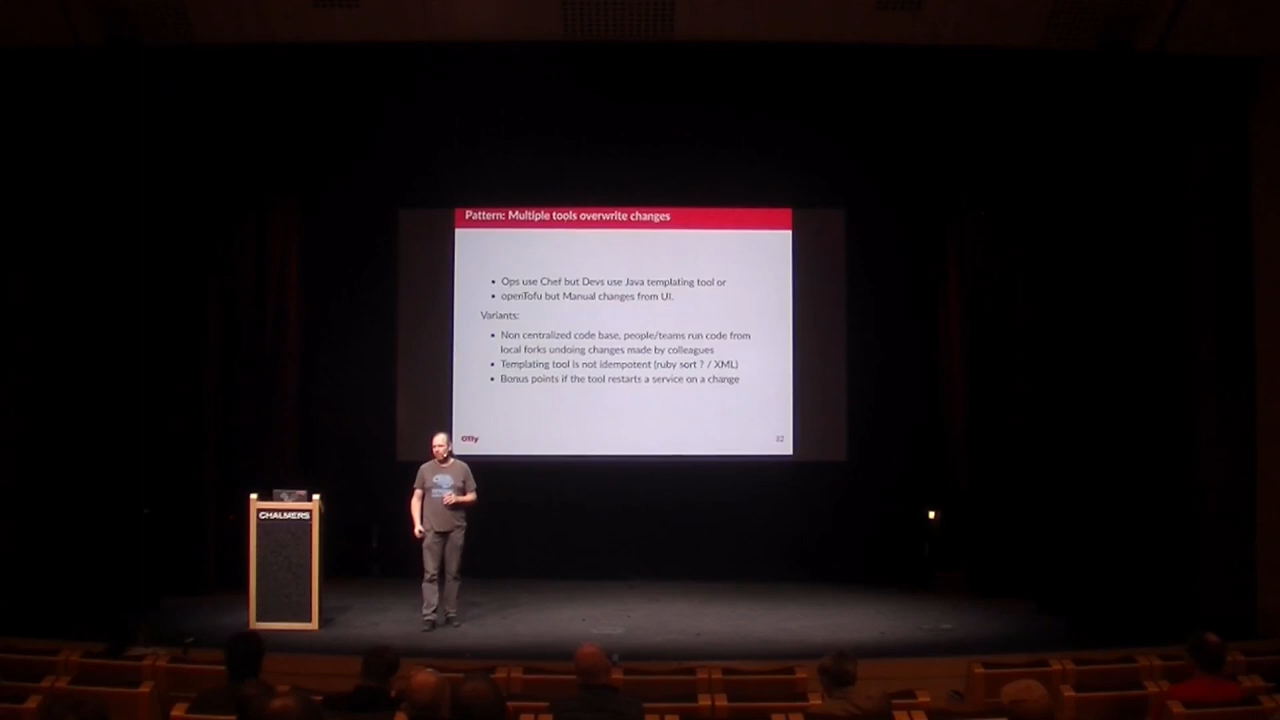 Pattern: Multiple tools overwrite changes
• Ops use Chef but Devs use Java templating tool or
• openTofu but Manual changes from UI.
Variants:
• Non centralized code base, people/teams run code from
local forks undoing changes made by colleagues
• Templating tool is not idempotent (ruby sort ? / XML)
• Bonus points if the tool restarts a service on a change
O11y
CHALMERS